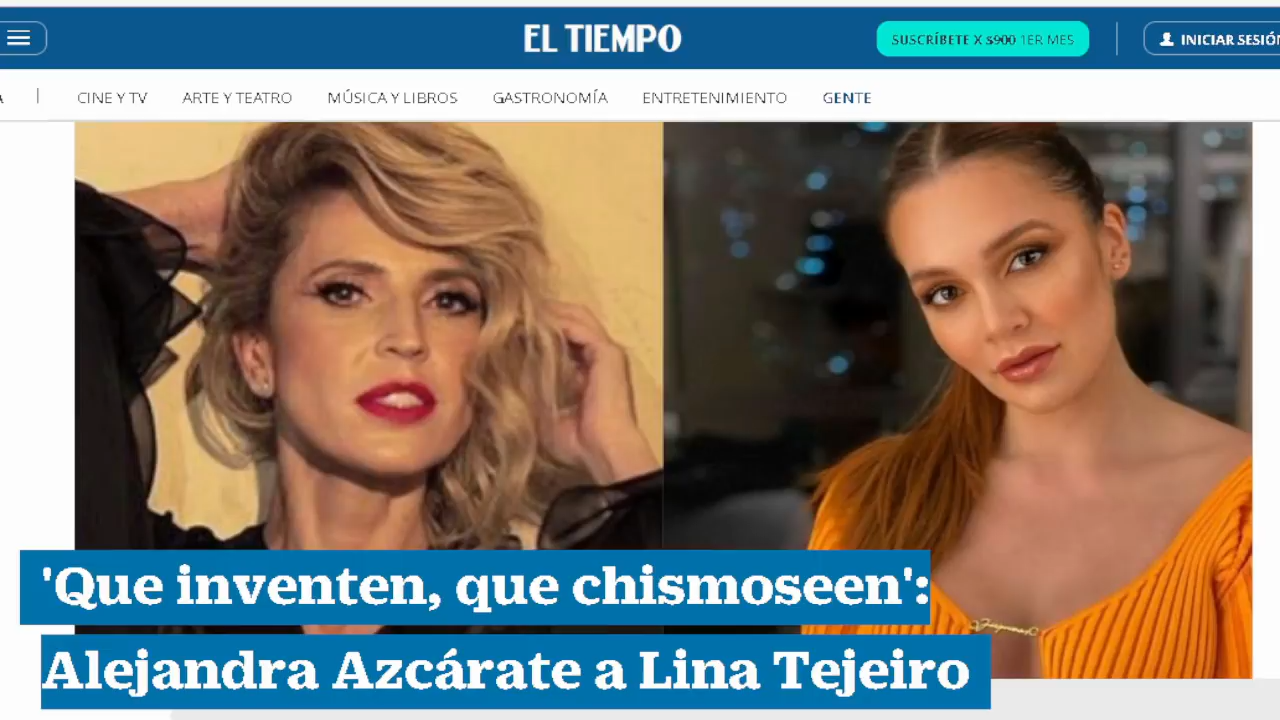 EL TIEMPO
SUSCRÍBETE X $900 1ER MES
INICIAR SESIÓN
CINE Y TV
ARTE Y TEATRO
MÚSICA Y LIBROS
GASTRONOMÍA
ENTRETENIMIENTO
GENTE
'Que inventen, que chismoseen':
Alejandra Azcárate a Lina Tejeiro